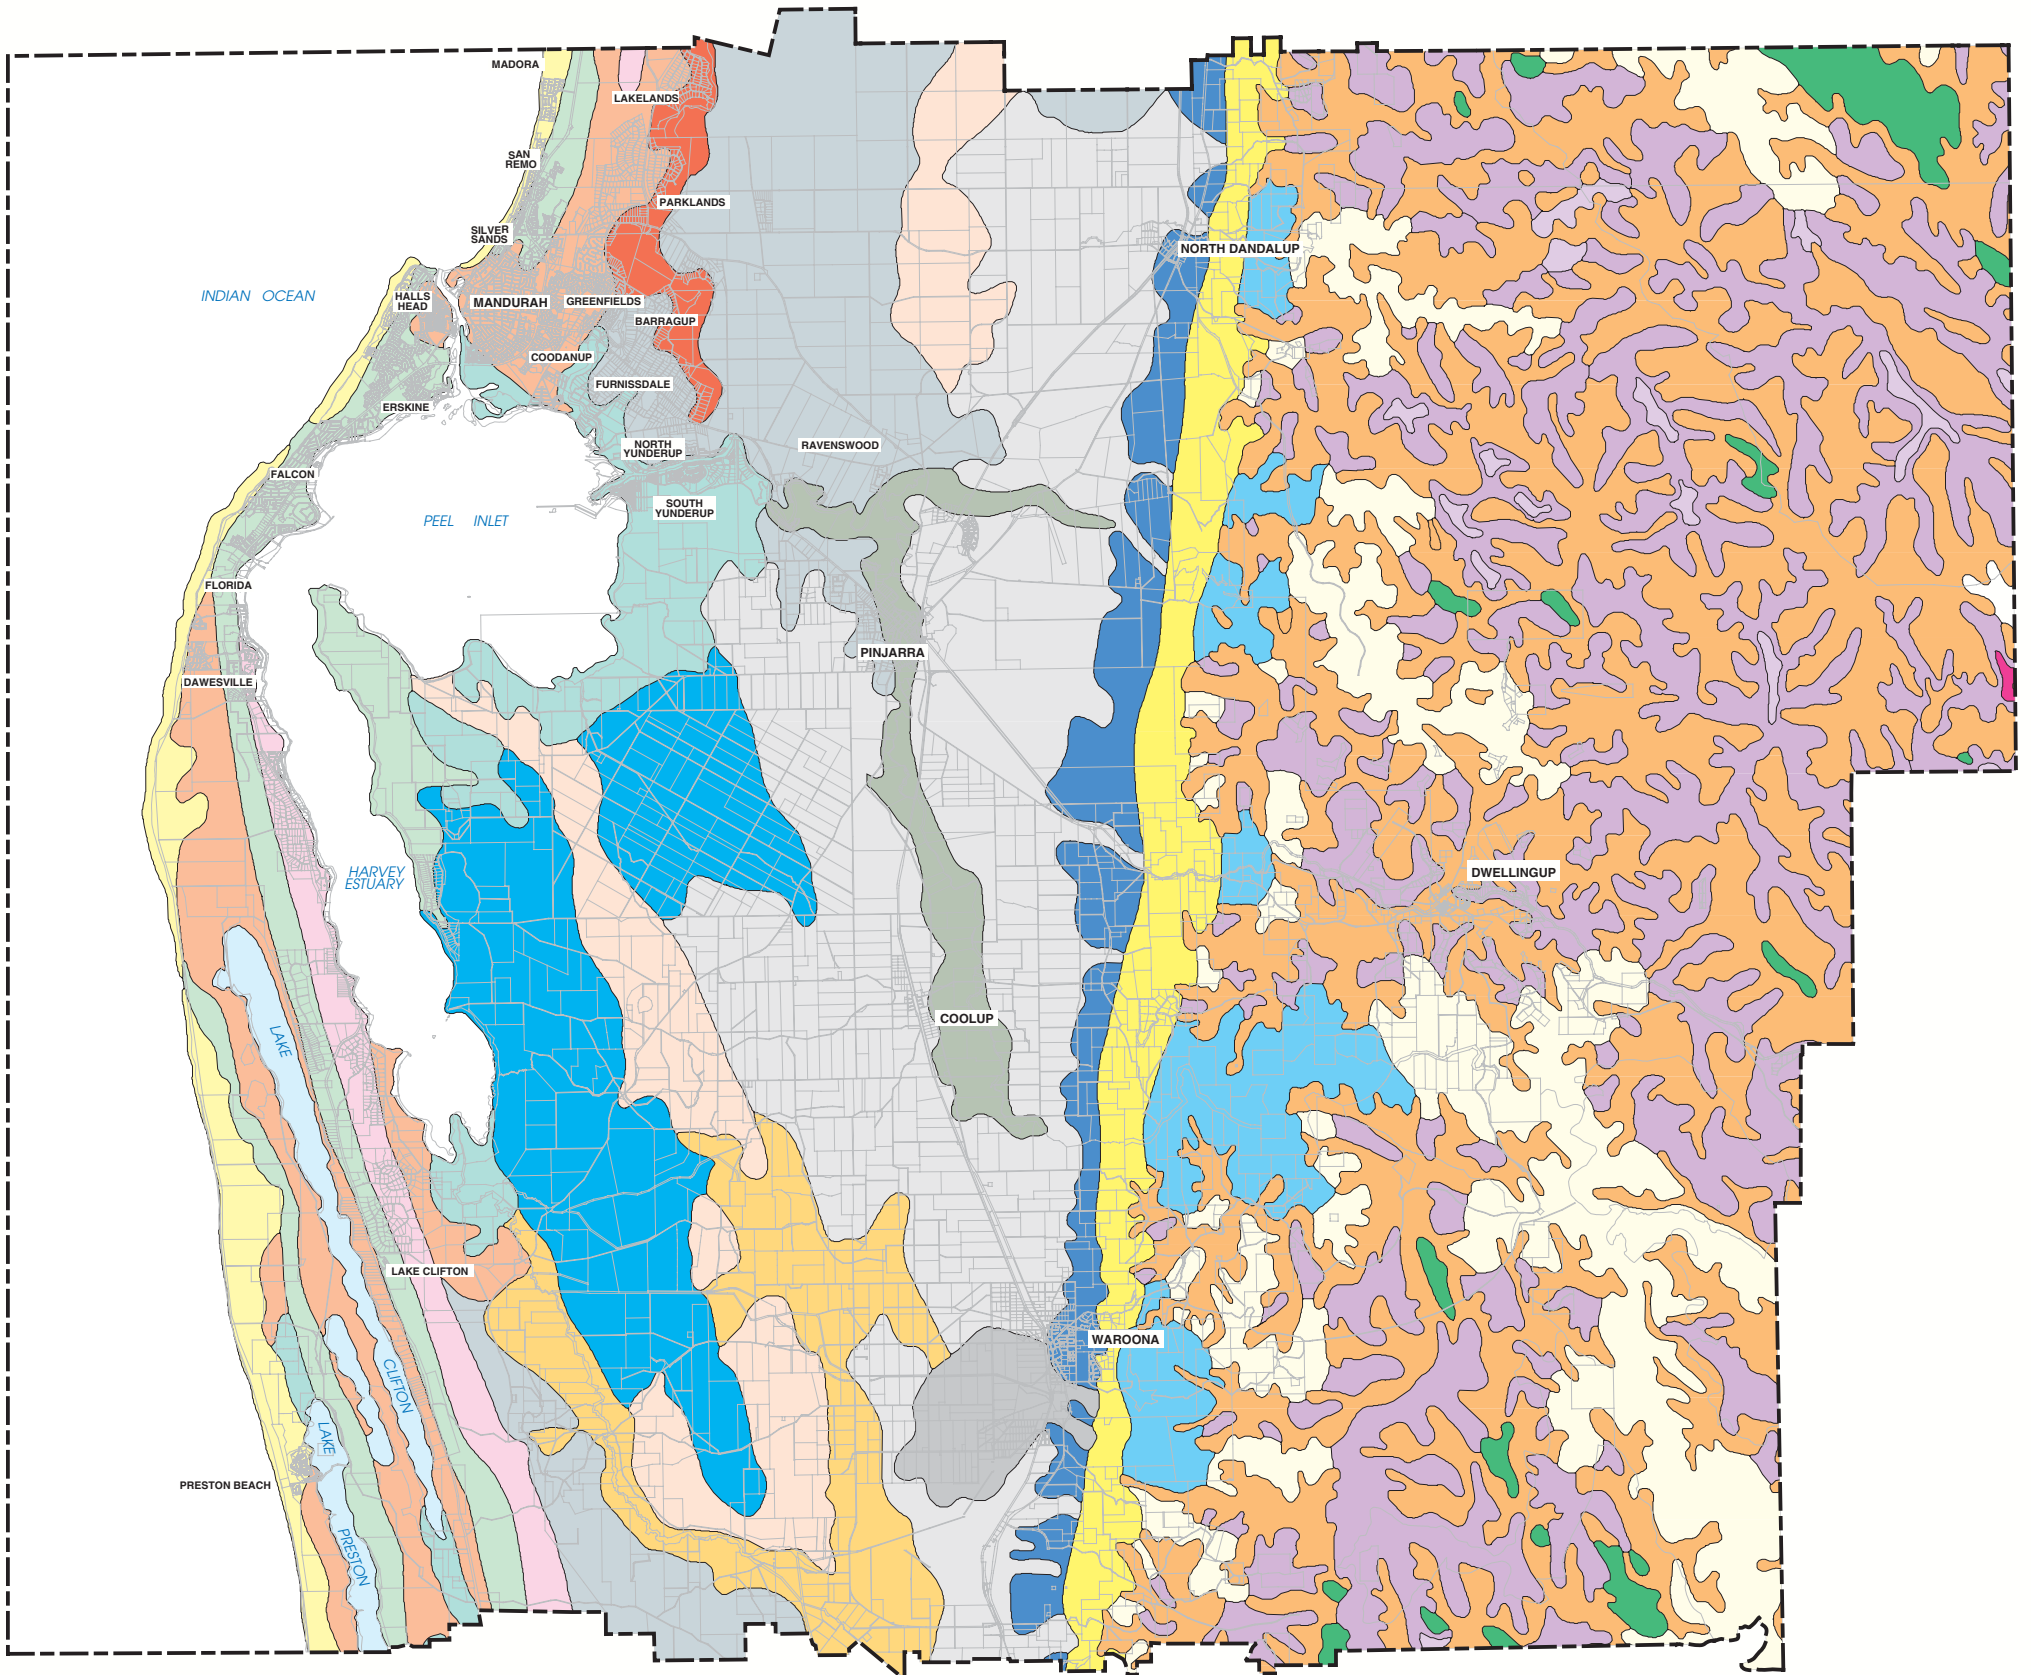 MADORA
LAKELANDS
SAN
REMO
PARKLANDS
SILVER
SANDS
NORTH DANDALUP
INDIAN OCEAN
HALLS
HEAD
MANDURAH
GREENFIELDS
BARRAGUP
COODANUP
FURNISSDALE
ERSKINE
NORTH
YUNDERUP
RAVENSWOOD
FALCON
SOUTH
YUNDERUP
PEEL INLET
FLORIDA
PINJARRA
DAWESVILLE
HARVEY
ESTUARY
DWELLINGUP
COOLUP
LAKE
CLIFTON
LAKE CLIFTON
WAROONA
LAKE
PRESTON
PRESTON BEACH